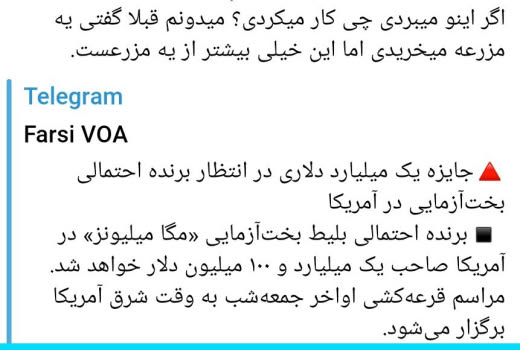 اگر اینو میبردی چی کار میکردی؟ میدونم قبلا گفتی یه
مزرعه میخریدی اما این خیلی بیشتر از یه مزرعست.
Telegram
Farsi VOA
🔺 جایزه یک میلیارد دلاری در انتظار برنده احتمالی
بخت‌آزمایی در آمریکا
◾ برنده احتمالی بلیط بخت‌آزمایی «مگا میلیونز» در
آمریکا صاحب یک میلیارد و ۱۰۰ میلیون دلار خواهد شد.
مراسم قرعه‌کشی اواخر جمعه‌شب به وقت شرق آمریکا
برگزار می‌شود.